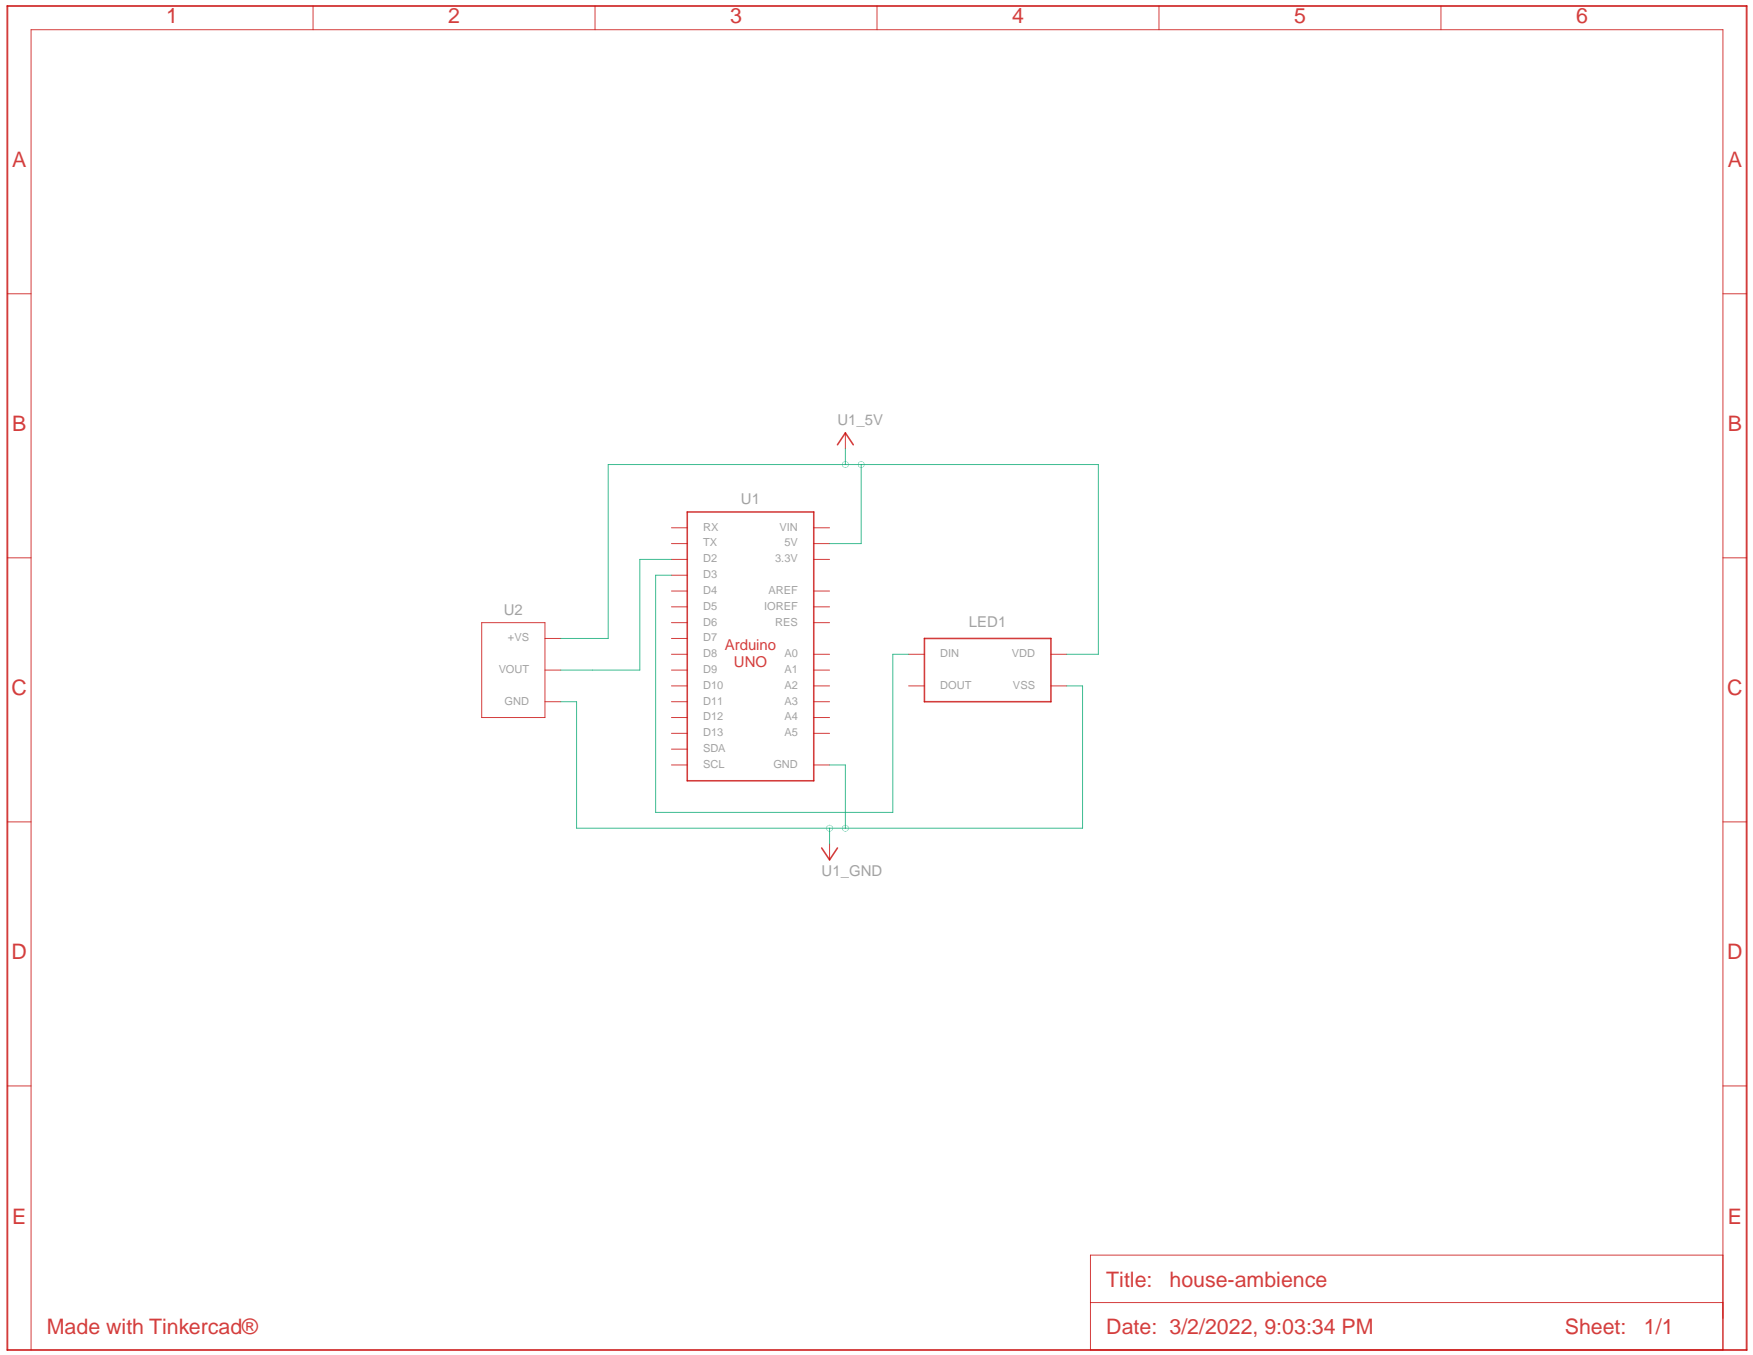 1 2 3 4 5 6
A A
B B
U1_5V
U1
RX VIN
TX 5V
D2 3.3V
D3
D4 AREF
D5 IOREF
U2
D6 RES
LED1
+VS
D7
Arduino
UNO
D8 A0
DIN VDD
VOUT
D9 A1
D10 A2
DOUT VSS
C C
GND
D11 A3
D12 A4
D13 A5
SDA
SCL GND
U1_GND
D D
E E
Title: house-ambience
Made with Tinkercad®
Date: 3/2/2022, 9:03:34 PM Sheet: 1/1